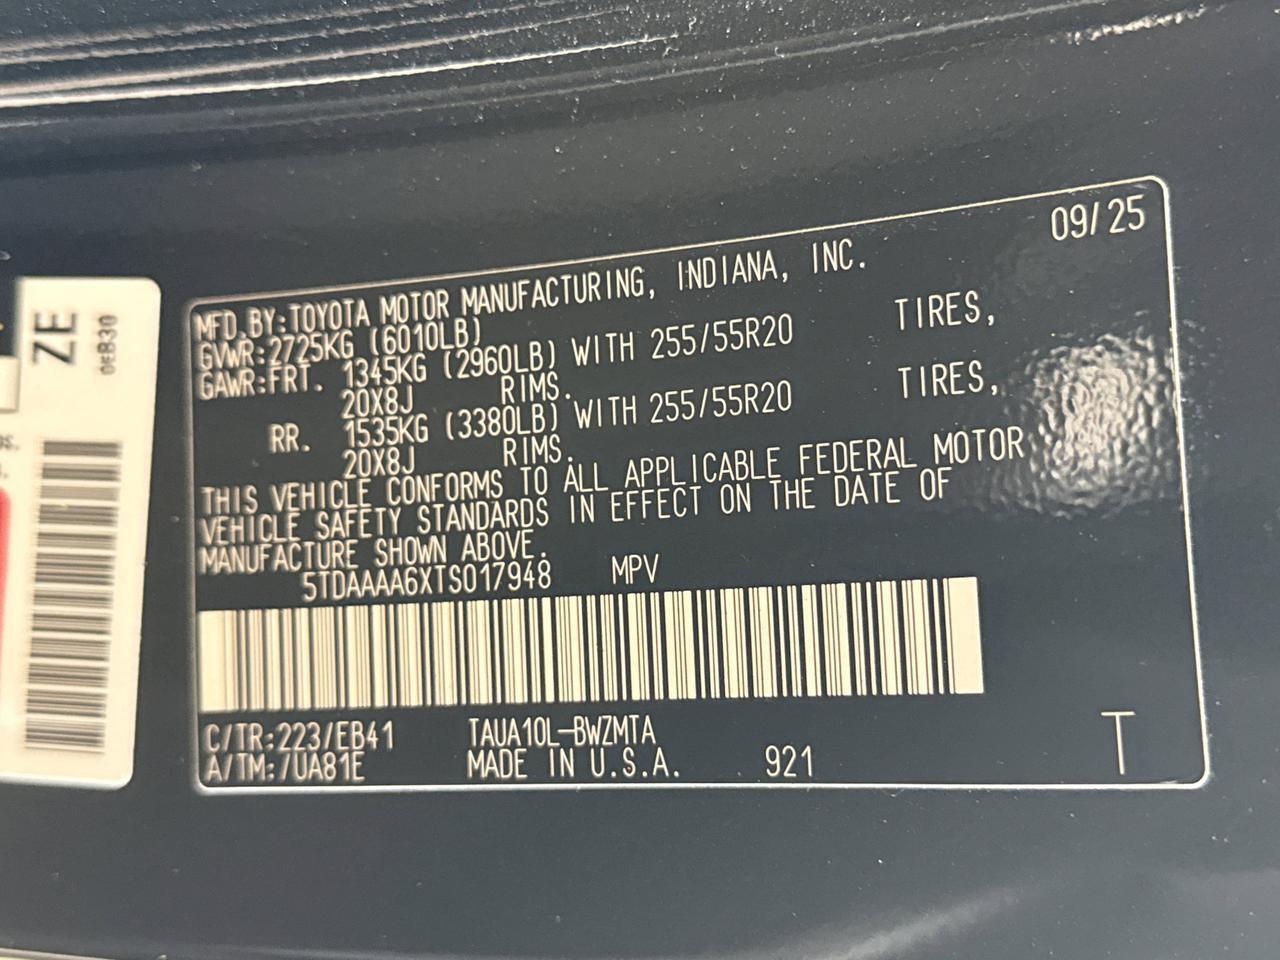 09/25
MFD.BY:TOYOTA MOTOR MANUFACTURING, INDIANA, INC.
GVWR:2725KG (6010LB)
GAWR:FRT. 1345KG (2960LB) WITH 255/55R20 TIRES,
20X8J RIMS.
RR. 1535KG (3380LB) WITH 255/55R20 TIRES,
20X8J RIMS.
THIS VEHICLE CONFORMS TO ALL APPLICABLE FEDERAL MOTOR
VEHICLE SAFETY STANDARDS IN EFFECT ON THE DATE OF
MANUFACTURE SHOWN ABOVE.
5TDAAAA6XTS017948 MPV
C/TR:223/EB41 TAUA10L-BWZMTA
A/TM:/UA81E MADE IN U.S.A. 921 T
ZE
0EB30